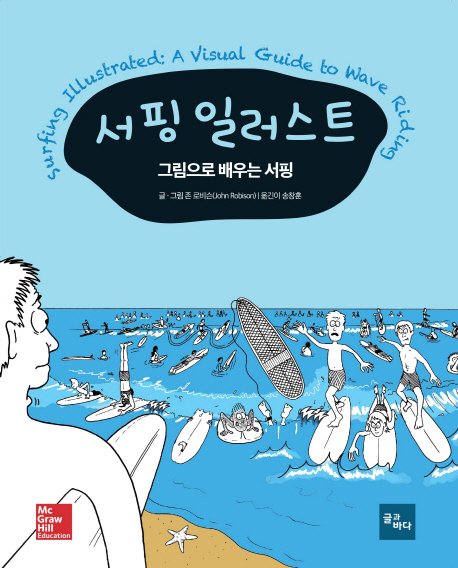 Surfing Illustrated: A Visual Guide to Wave Riding
서핑 일러스트
그림으로 배우는 서핑
글·그림 존 로비슨(John Robison) | 옮긴이 송창훈
Mc
Graw
Hill
Education
글과
바다